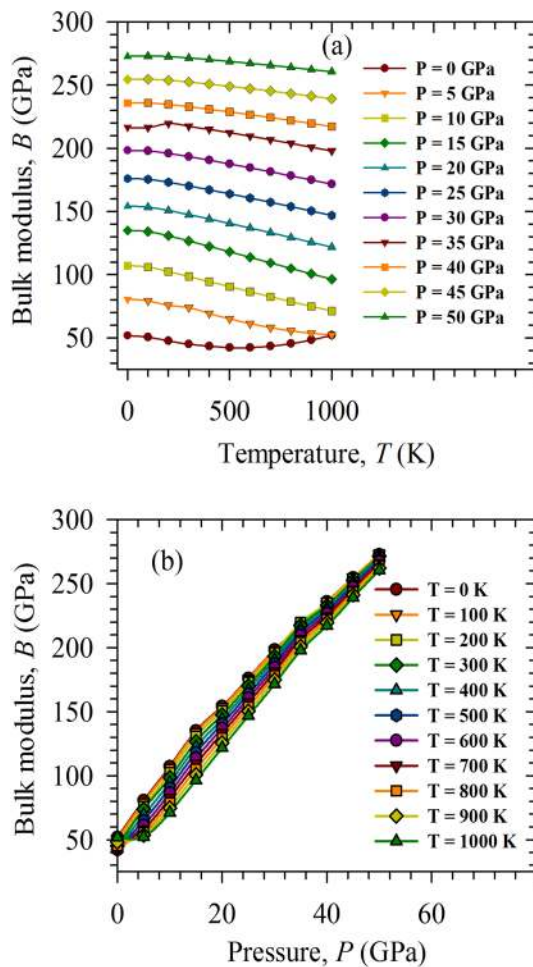 (a)
300
250
200
150
100
50
Bulk modulus, B (GPa)
P = 0 GPa
P = 5 GPa
P = 10 GPa
P = 15 GPa
P = 20 GPa
P = 25 GPa
P = 30 GPa
P = 35 GPa
P = 40 GPa
P = 45 GPa
P = 50 GPa
0 500 1000
Temperature, T (K)
(b)
300
250
200
150
100
50
Bulk modulus, B (GPa)
T = 0 K
T = 100 K
T = 200 K
T = 300 K
T = 400 K
T = 500 K
T = 600 K
T = 700 K
T = 800 K
T = 900 K
T = 1000 K
0 20 40 60
Pressure, P (GPa)